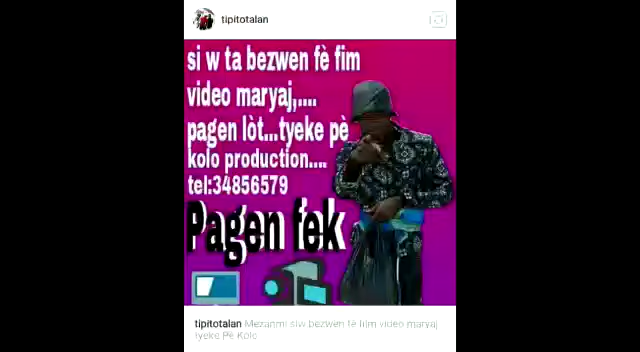 tipitotalan
si w ta bezwen fè fim
video maryaj,....
pagen lòt...tyeke pè
kolo production....
tel:34856579
Pagen fek
tipitotalan Mezanmi siw bezwen fè fim video maryaj
tyeke Pè Kolo